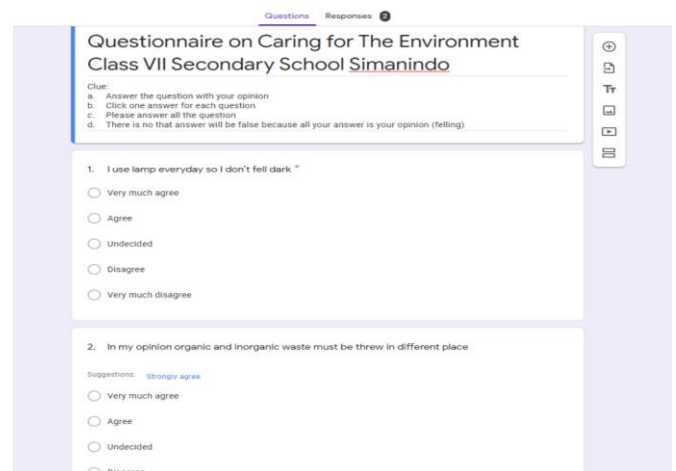 Questions Responses 2
Questionnaire on Caring for The Environment
Class VII Secondary School Simanindo
Clue:
a. Answer the question with your opinion
b. Click one answer for each question
c. Please answer all the question
d. There is no that answer will be false because all your answer is your opinion (felling)
Tт
1. I use lamp everyday so I don't fell dark *
Very much agree
Agree
Undecided
Disagree
Very much disagree
2. In my opinion organic and inorganic waste must be threw in different place
Suggestions: Strongly agree
Very much agree
Agree
Undecided
Disagree